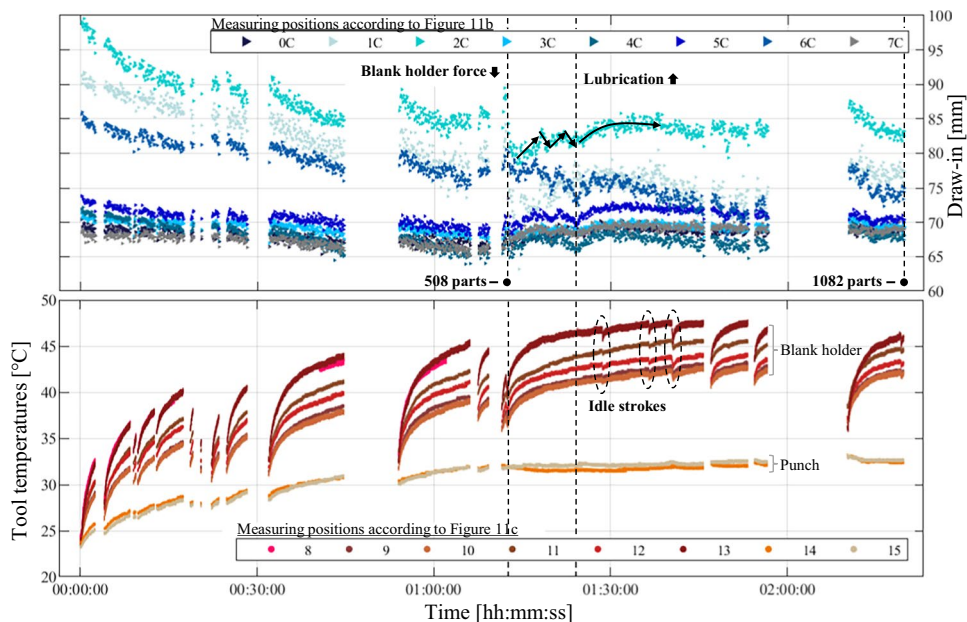 Measuring positions according to Figure 11b
0C 1C 2C 3C 4C 5C 6C 7C
Blank holder force
Lubrication
508 parts
1082 parts
100
95
90
85
80
75
70
65
60
Draw-in [mm]
50
45
40
35
30
25
20
Tool temperatures [°C]
Blank holder
Idle strokes
Punch
Measuring positions according to Figure 11c
8 9 10 11 12 13 14 15
00:00:00 00:30:00 01:00:00 01:30:00 02:00:00
Time [hh:mm:ss]